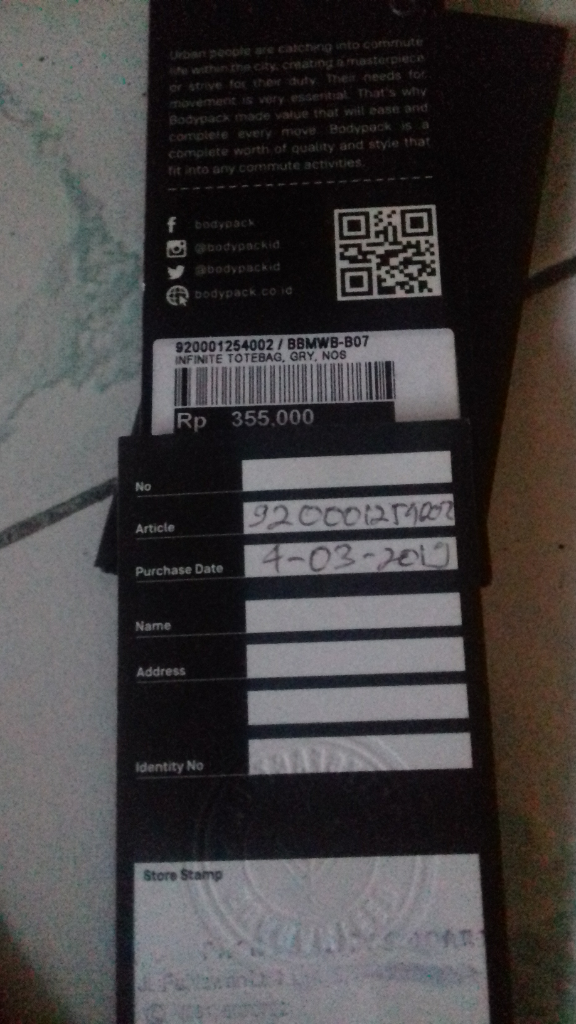 Urban people are catching into commute
life within the city, creating a masterpiece
or strive for their duty. Their needs for
movement is very essential. That's why
Bodypack made value that will ease and
complete every move. Bodypack is a
complete worth of quality and style that
fit into any commute activities.
bodypack
@bodypackid
@bodypackid
bodypack.co.id
920001254002 / BBMWB-B07
INFINITE TOTEBAG, GRY, NOS
Rp 355.000
No
Article 920001254002
Purchase Date 4-03-2019
Name
Address
Identity No
Store Stamp